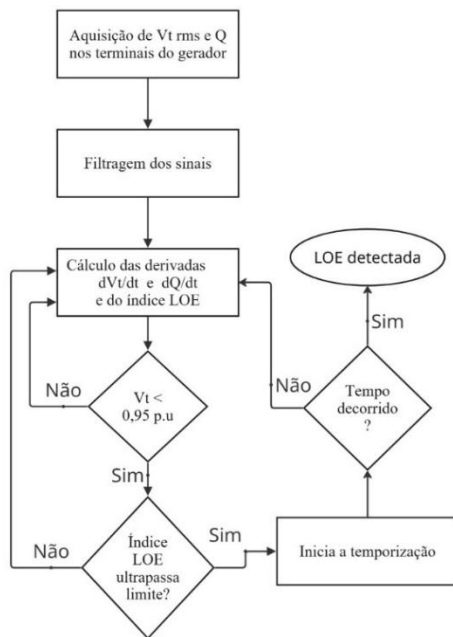 Aquisição de Vt rms e Q
nos terminais do gerador
Filtragem dos sinais
Cálculo das derivadas
dVt/dt e dQ/dt
e do índice LOE
LOE detectada
Sim
Não
Tempo
decorrido
?
Não
Vt <
0,95 p.u
Sim
Não
Índice
LOE
ultrapassa
limite?
Sim
Inicia a temporização